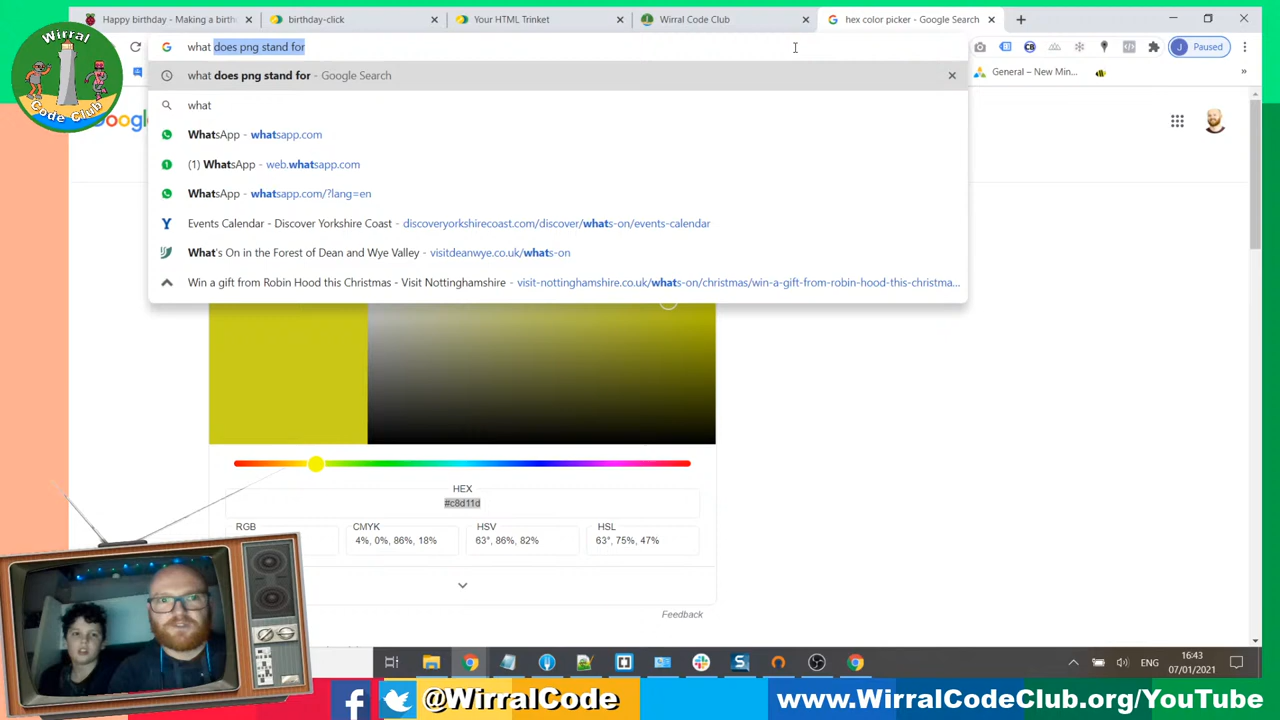 Happy birthday - Making a birth
birthday-click
Your HTML Trinket
Wirral Code Club
hex color picker - Google Search
Wirral
Code Club
what does png stand for
J
Paused
General – New Min...
»
what does png stand for - Google Search
what
WhatsApp - whatsapp.com
(1) WhatsApp - web.whatsapp.com
WhatsApp - whatsapp.com/?lang=en
Events Calendar - Discover Yorkshire Coast - discoveryorkshirecoast.com/discover/whats-on/events-calendar
What's On in the Forest of Dean and Wye Valley - visitdeanwye.co.uk/whats-on
Win a gift from Robin Hood this Christmas - Visit Nottinghamshire - visit-nottinghamshire.co.uk/whats-on/christmas/win-a-gift-from-robin-hood-this-christma...
HEX
#c8d11d
RGB
CMYK
HSV
HSL
4%, 0%, 86%, 18%
63°, 86%, 82%
63°, 75%, 47%
Feedback
ENG
16:43
07/01/2021
@WirralCode
www.WirralCodeClub.org/YouTube